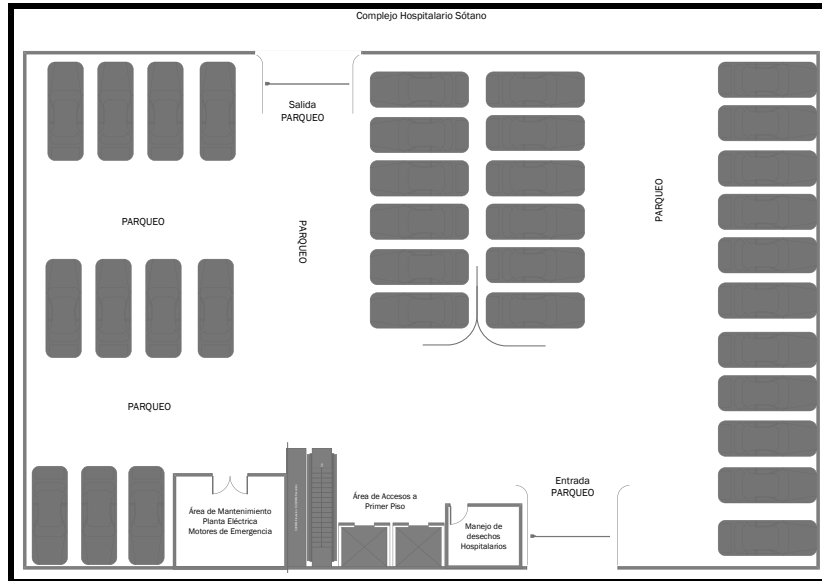 Complejo Hospitalario Sótano
Salida
PARQUEO
PARQUEO
PARQUEO
PARQUEO
PARQUEO
Entrada
PARQUEO
Área de Mantenimiento
Planta Eléctrica
Motores de Emergencia
Área de Accesos a
Primer Piso
Manejo de
desechos
Hospitalarios